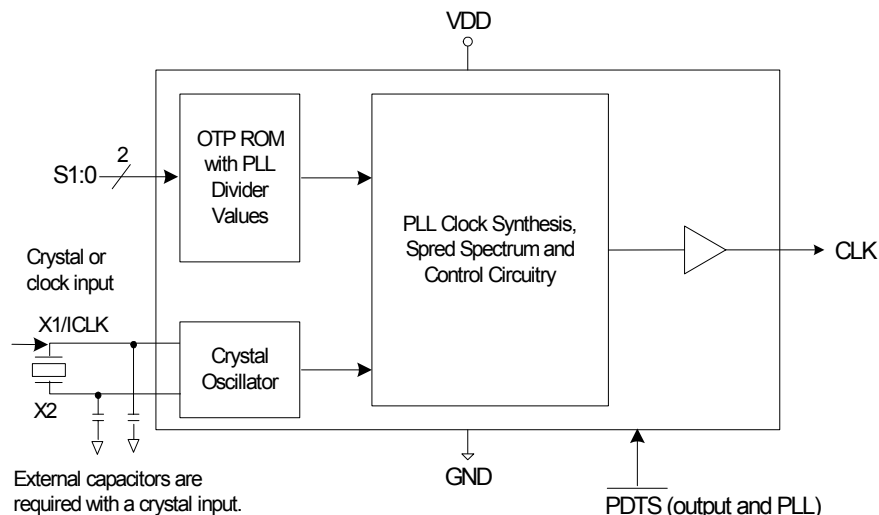 VDD
OTP ROM
with PLL
Divider
Values
2
S1:0
PLL Clock Synthesis,
Spred Spectrum and
Control Circuitry
CLK
Crystal or
clock input
X1/ICLK
Crystal
Oscillator
X2
GND
External capacitors are
required with a crystal input.
PDTS (output and PLL)